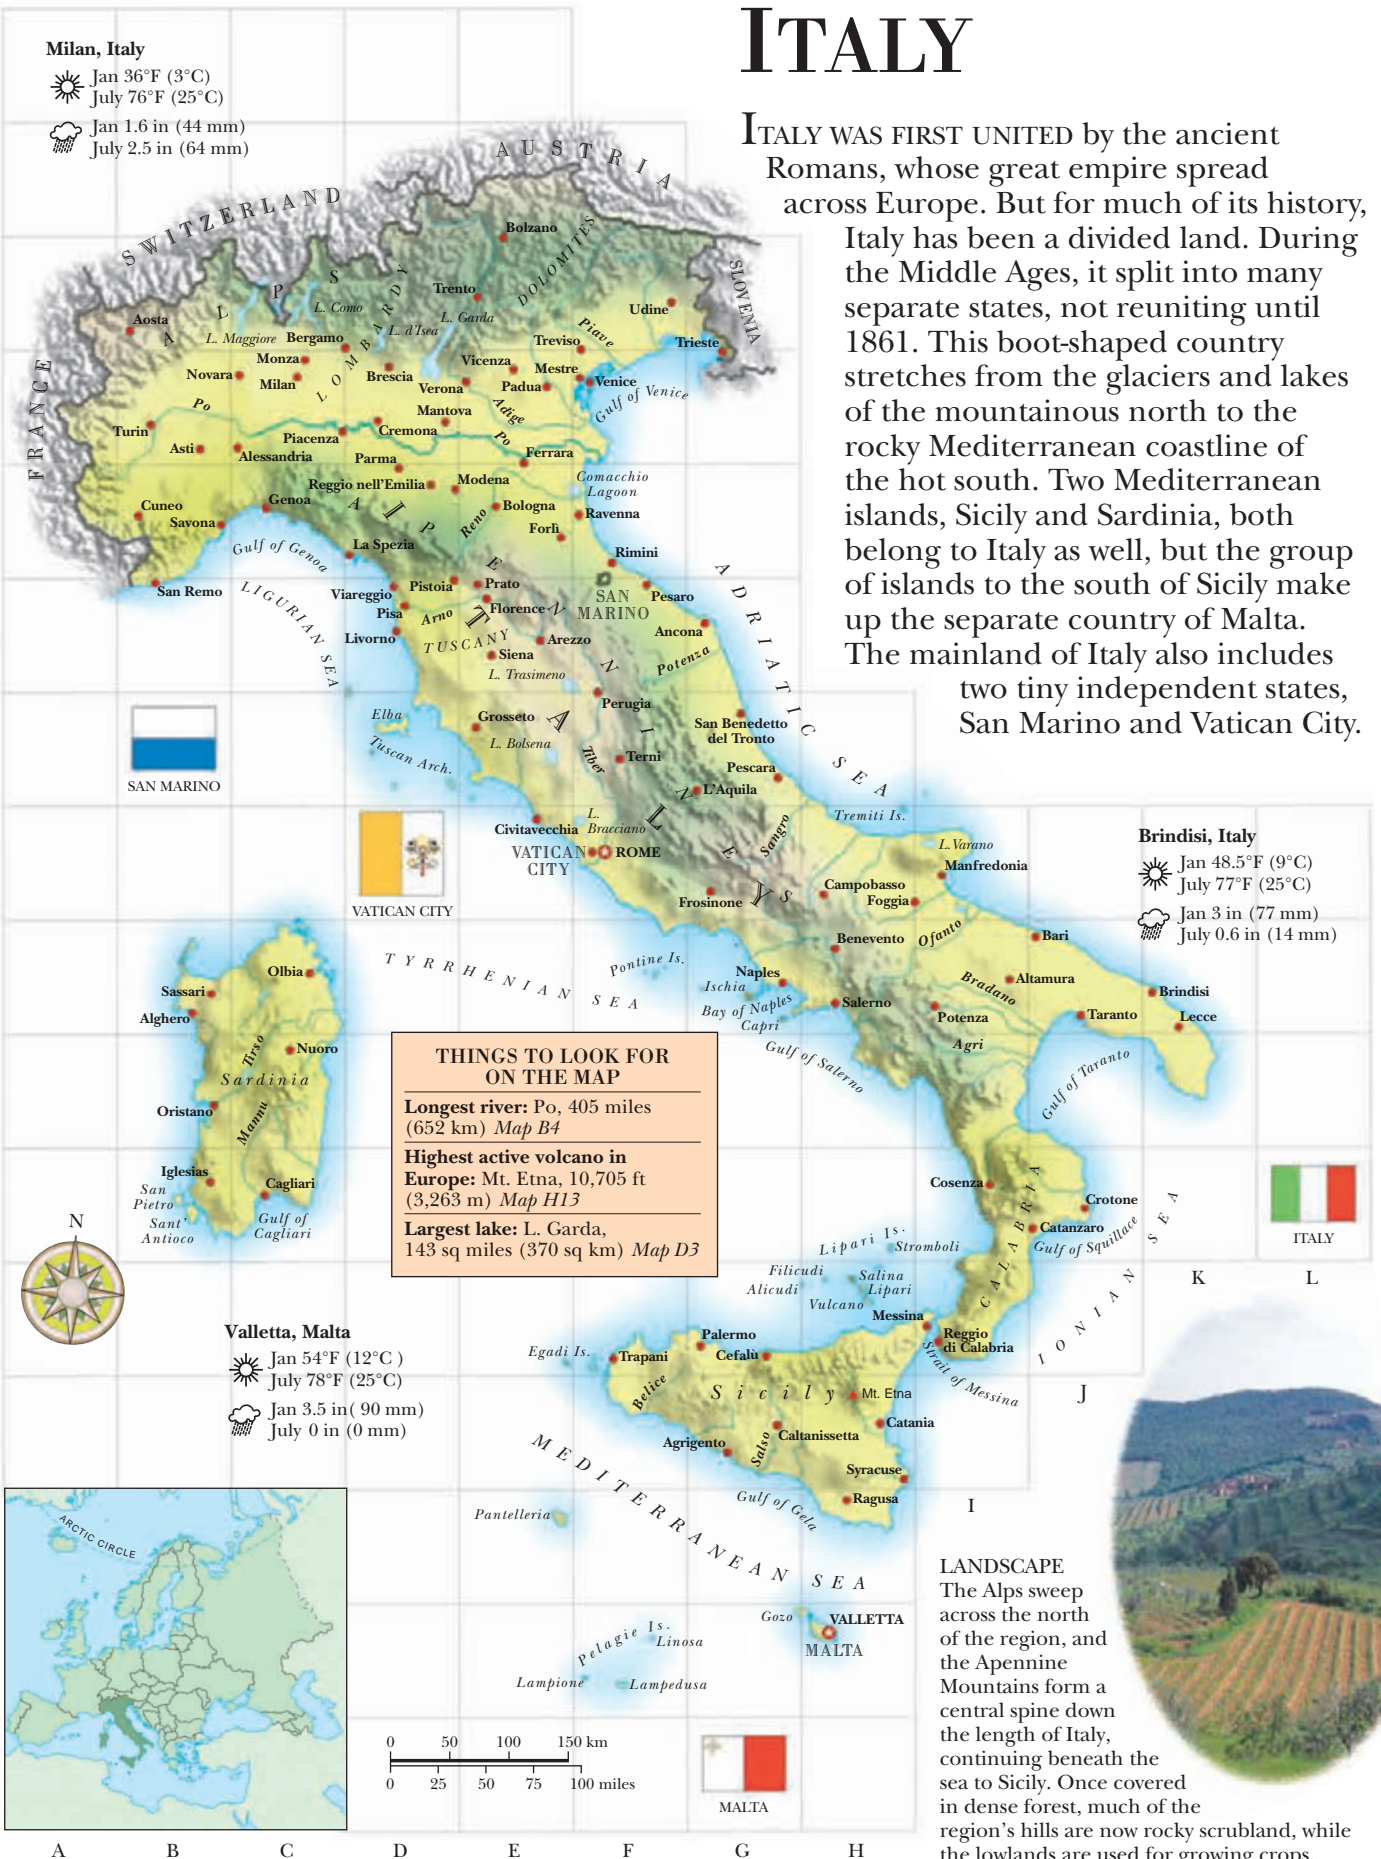 ITALY
ITALY WAS FIRST UNITED by the ancient
Romans, whose great empire spread
across Europe. But for much of its history,
Italy has been a divided land. During
the Middle Ages, it split into many
separate states, not reuniting until
1861. This boot-shaped country
stretches from the glaciers and lakes
of the mountainous north to the
rocky Mediterranean coastline of
the hot south. Two Mediterranean
islands, Sicily and Sardinia, both
belong to Italy as well, but the group
of islands to the south of Sicily make
up the separate country of Malta.
The mainland of Italy also includes
two tiny independent states,
San Marino and Vatican City.
Milan, Italy
Jan 36°F (3°C)
July 76°F (25°C)
Jan 1.6 in (44 mm)
July 2.5 in (64 mm)
AUSTRIA
SWITZERLAND
SLOVENIA
FRANCE
ALPS
DOLOMITES
LOMBARDY
Bolzano
Trento
Udine
Aosta
L. Como
L. Garda
L. d'Isea
L. Maggiore
Bergamo
Piave
Treviso
Trieste
Monza
Vicenza
Mestre
Novara
Milan
Brescia
Verona
Padua
Venice
Gulf of Venice
Po
Mantova
Adige
Turin
Cremona
Po
Piacenza
Asti
Alessandria
Parma
Ferrara
Reggio nell'Emilia
Modena
Comacchio
Lagoon
Cuneo
Genoa
Bologna
Ravenna
Savona
Reno
Forlì
Gulf of Genoa
La Spezia
Rimini
San Remo
LIGURIAN SEA
Viareggio
Pistoia
Prato
SAN
MARINO
Pesaro
Pisa
Arno
Florence
Livorno
TUSCANY
Arezzo
Ancona
Siena
Potenza
L. Trasimeno
ADRIATIC SEA
APENNINES
ITALY
Elba
Grosseto
Perugia
San Benedetto
del Tronto
L. Bolsena
Tuscan Arch.
Tiber
Terni
Pescara
L'Aquila
SAN MARINO
Civitavecchia
L.
Bracciano
Sangro
Tremiti Is.
VATICAN
CITY
ROME
L. Varano
Manfredonia
VATICAN CITY
Frosinone
Campobasso
Foggia
Brindisi, Italy
Jan 48.5°F (9°C)
July 77°F (25°C)
Jan 3 in (77 mm)
July 0.6 in (14 mm)
Benevento
Ofanto
Bari
TYRRHENIAN SEA
Pontine Is.
Naples
Altamura
Bradano
Ischia
Brindisi
Bay of Naples
Salerno
Potenza
Taranto
Lecce
Capri
Agri
Gulf of Salerno
Gulf of Taranto
Olbia
Sassari
Alghero
Tirso
Nuoro
Sardinia
Oristano
Mannu
Iglesias
Cagliari
San
Pietro
Sant'
Antioco
Gulf of
Cagliari
N
THINGS TO LOOK FOR
ON THE MAP
Longest river: Po, 405 miles
(652 km) Map B4
Highest active volcano in
Europe: Mt. Etna, 10,705 ft
(3,263 m) Map H13
Largest lake: L. Garda,
143 sq miles (370 sq km) Map D3
Cosenza
CALABRIA
Crotone
Catanzaro
Gulf of Squillace
IONIAN SEA
ITALY
Lipari Is.
Stromboli
Filicudi
Alicudi
Salina
Lipari
Vulcano
Messina
Reggio
di Calabria
Strait of Messina
K
L
Valletta, Malta
Jan 54°F (12°C )
July 78°F (25°C)
Jan 3.5 in( 90 mm)
July 0 in (0 mm)
Egadi Is.
Trapani
Palermo
Cefalù
Belice
Sicily
Mt. Etna
Catania
Agrigento
Salso
Caltanissetta
Syracuse
Ragusa
Gulf of Gela
J
I
MEDITERRANEAN SEA
Pantelleria
Gozo
VALLETTA
MALTA
Pelagie Is.
Linosa
Lampione
Lampedusa
ARCTIC CIRCLE
0 50 100 150 km
0 25 50 75 100 miles
MALTA
LANDSCAPE
The Alps sweep
across the north
of the region, and
the Apennine
Mountains form a
central spine down
the length of Italy,
continuing beneath the
sea to Sicily. Once covered
in dense forest, much of the
region's hills are now rocky scrubland, while
the lowlands are used for growing crops
A B C D E F G H